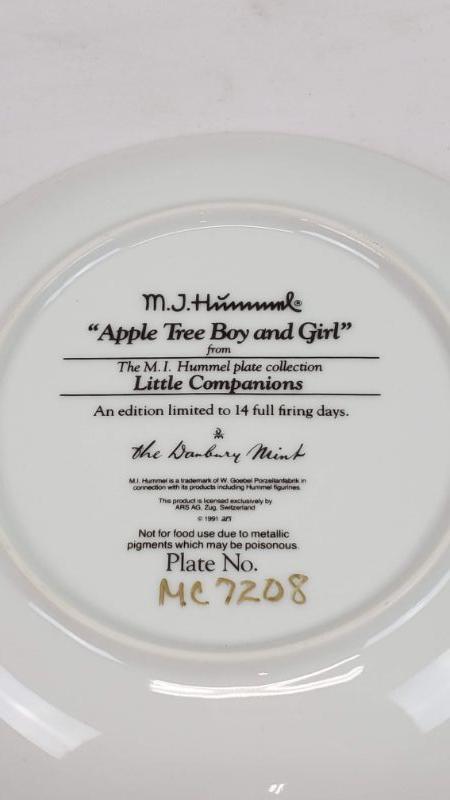 M.J. Hummel®
“Apple Tree Boy and Girl”
from
The M.I. Hummel plate collection
Little Companions
An edition limited to 14 full firing days.
the Danbury Mint
M.I. Hummel is a trademark of W. Goebel Porzellanfabrik in
connection with its products including Hummel figurines.
This product is licensed exclusively by
ARS AG, Zug, Switzerland
© 1991 ars
Not for food use due to metallic
pigments which may be poisonous.
Plate No.
MC7208